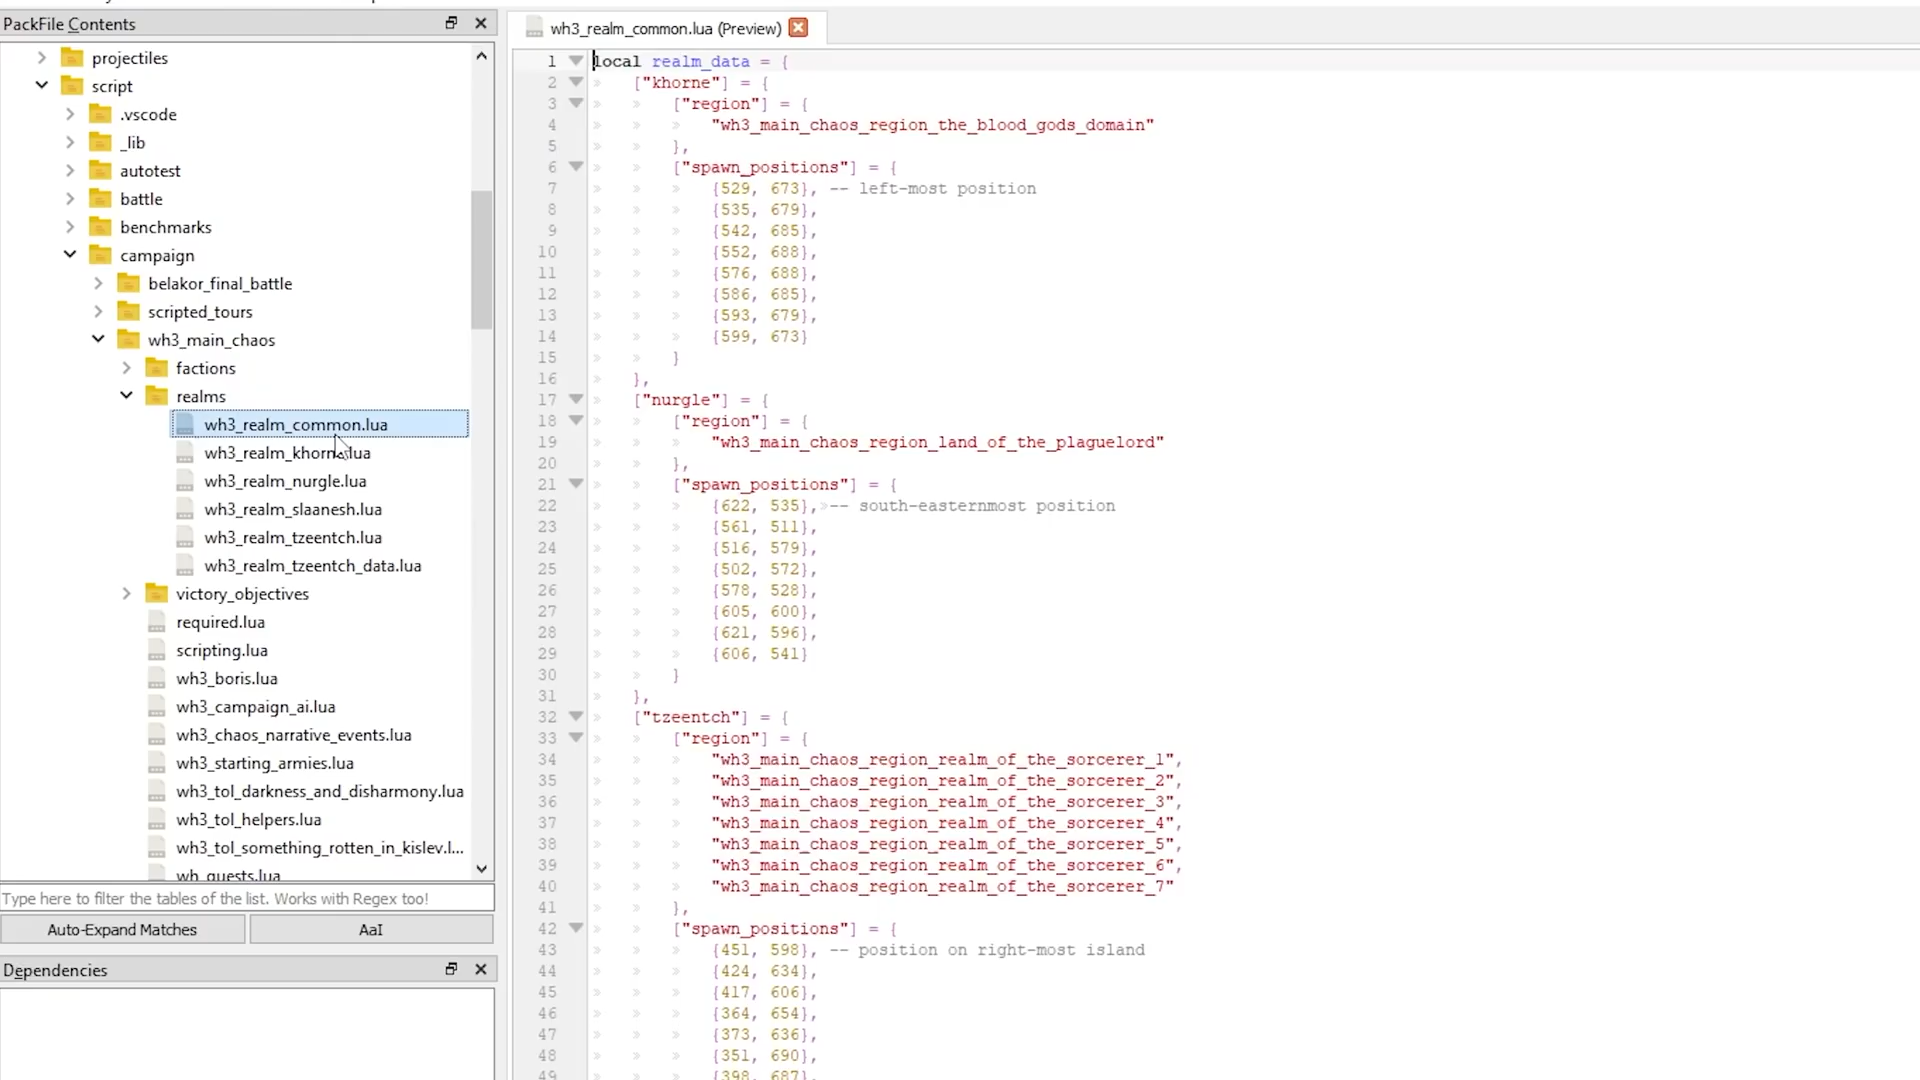 PackFile Contents
projectiles
script
.vscode
_lib
autotest
battle
benchmarks
campaign
belakor_final_battle
scripted_tours
wh3_main_chaos
factions
realms
wh3_realm_common.lua
wh3_realm_khorne.lua
wh3_realm_nurgle.lua
wh3_realm_slaanesh.lua
wh3_realm_tzeentch.lua
wh3_realm_tzeentch_data.lua
victory_objectives
required.lua
scripting.lua
wh3_boris.lua
wh3_campaign_ai.lua
wh3_chaos_narrative_events.lua
wh3_starting_armies.lua
wh3_tol_darkness_and_disharmony.lua
wh3_tol_helpers.lua
wh3_tol_something_rotten_in_kislev.l...
wh_quests.lua
Type here to filter the tables of the list. Works with Regex too!
Auto-Expand Matches
AaI
Dependencies
wh3_realm_common.lua (Preview)
1 local realm_data = {
2 ["khorne"] = {
3 ["region"] = {
4 "wh3_main_chaos_region_the_blood_gods_domain"
5 },
6 ["spawn_positions"] = {
7 {529, 673}, -- left-most position
8 {535, 679},
9 {542, 685},
10 {552, 688},
11 {576, 688},
12 {586, 685},
13 {593, 679},
14 {599, 673}
15 }
16 },
17 ["nurgle"] = {
18 ["region"] = {
19 "wh3_main_chaos_region_land_of_the_plaguelord"
20 },
21 ["spawn_positions"] = {
22 {622, 535}, -- south-easternmost position
23 {561, 511},
24 {516, 579},
25 {502, 572},
26 {578, 528},
27 {605, 600},
28 {621, 596},
29 {606, 541}
30 }
31 },
32 ["tzeentch"] = {
33 ["region"] = {
34 "wh3_main_chaos_region_realm_of_the_sorcerer_1",
35 "wh3_main_chaos_region_realm_of_the_sorcerer_2",
36 "wh3_main_chaos_region_realm_of_the_sorcerer_3",
37 "wh3_main_chaos_region_realm_of_the_sorcerer_4",
38 "wh3_main_chaos_region_realm_of_the_sorcerer_5",
39 "wh3_main_chaos_region_realm_of_the_sorcerer_6",
40 "wh3_main_chaos_region_realm_of_the_sorcerer_7"
41 },
42 ["spawn_positions"] = {
43 {451, 598}, -- position on right-most island
44 {424, 634},
45 {417, 606},
46 {364, 654},
47 {373, 636},
48 {351, 690},
49 {398, 687},